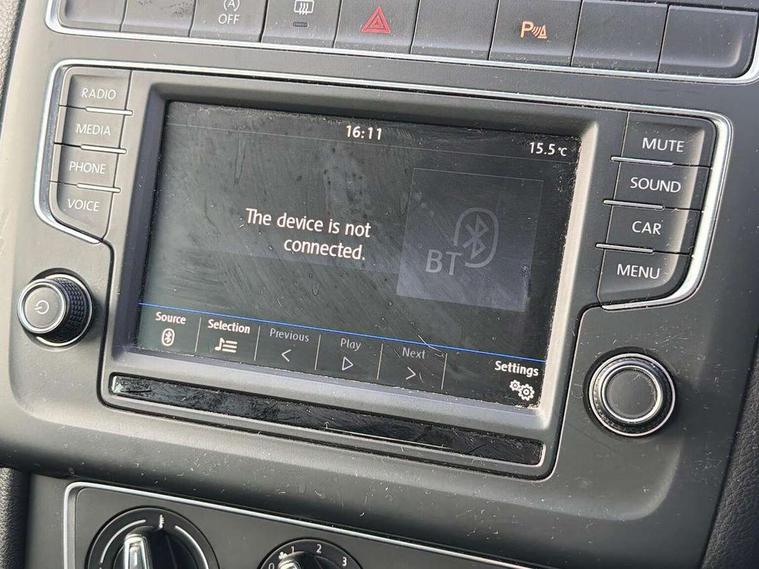 (A)
OFF
P
RADIO
MEDIA
PHONE
VOICE
16:11
15.5 °C
The device is not
connected.
BT
Source
Selection
Previous
Play
Next
Settings
MUTE
SOUND
CAR
MENU
1
2
3